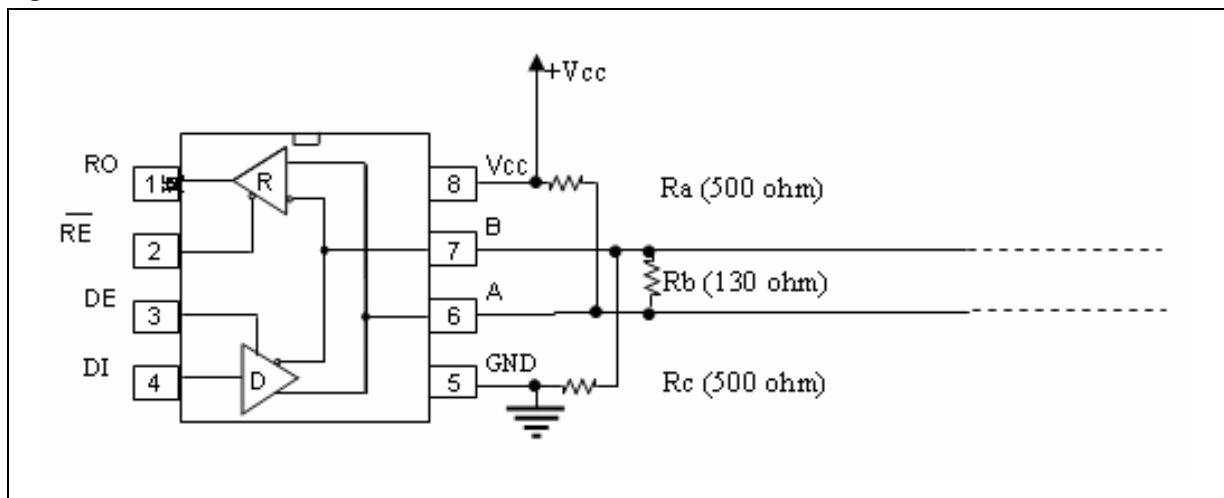 +Vcc
RO
1
R
8
Vcc
Ra (500 ohm)
RE
2
7
B
Rb (130 ohm)
DE
3
6
A
DI
4
D
5
GND
Rc (500 ohm)